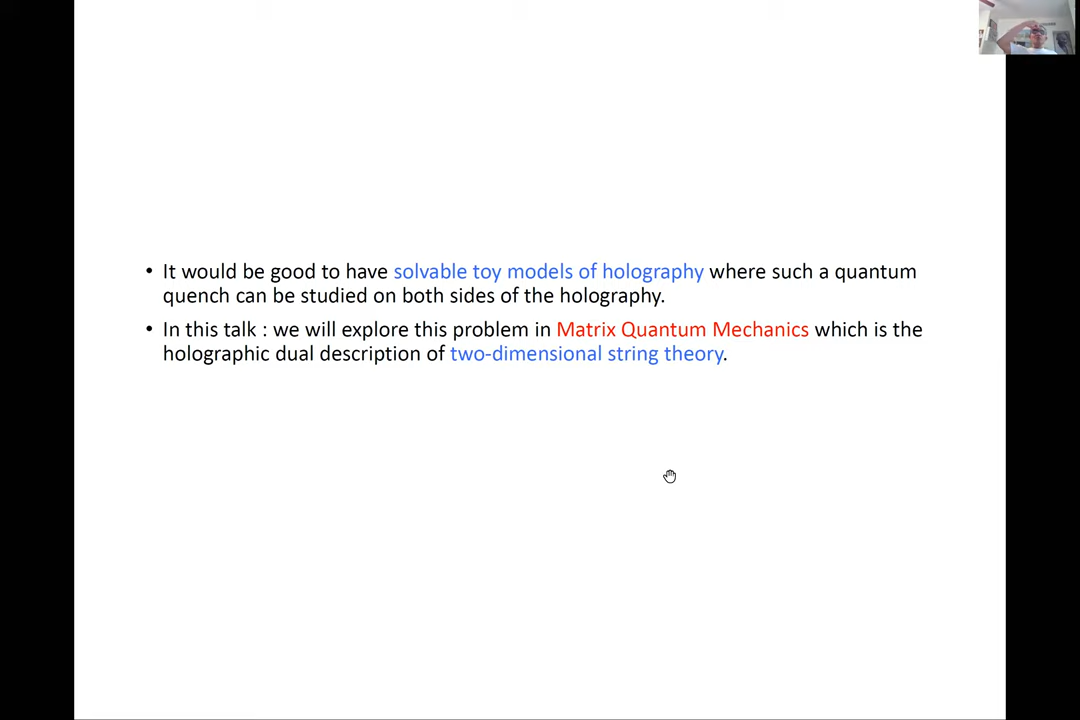 • It would be good to have solvable toy models of holography where such a quantum
quench can be studied on both sides of the holography.
• In this talk : we will explore this problem in Matrix Quantum Mechanics which is the
holographic dual description of two-dimensional string theory.